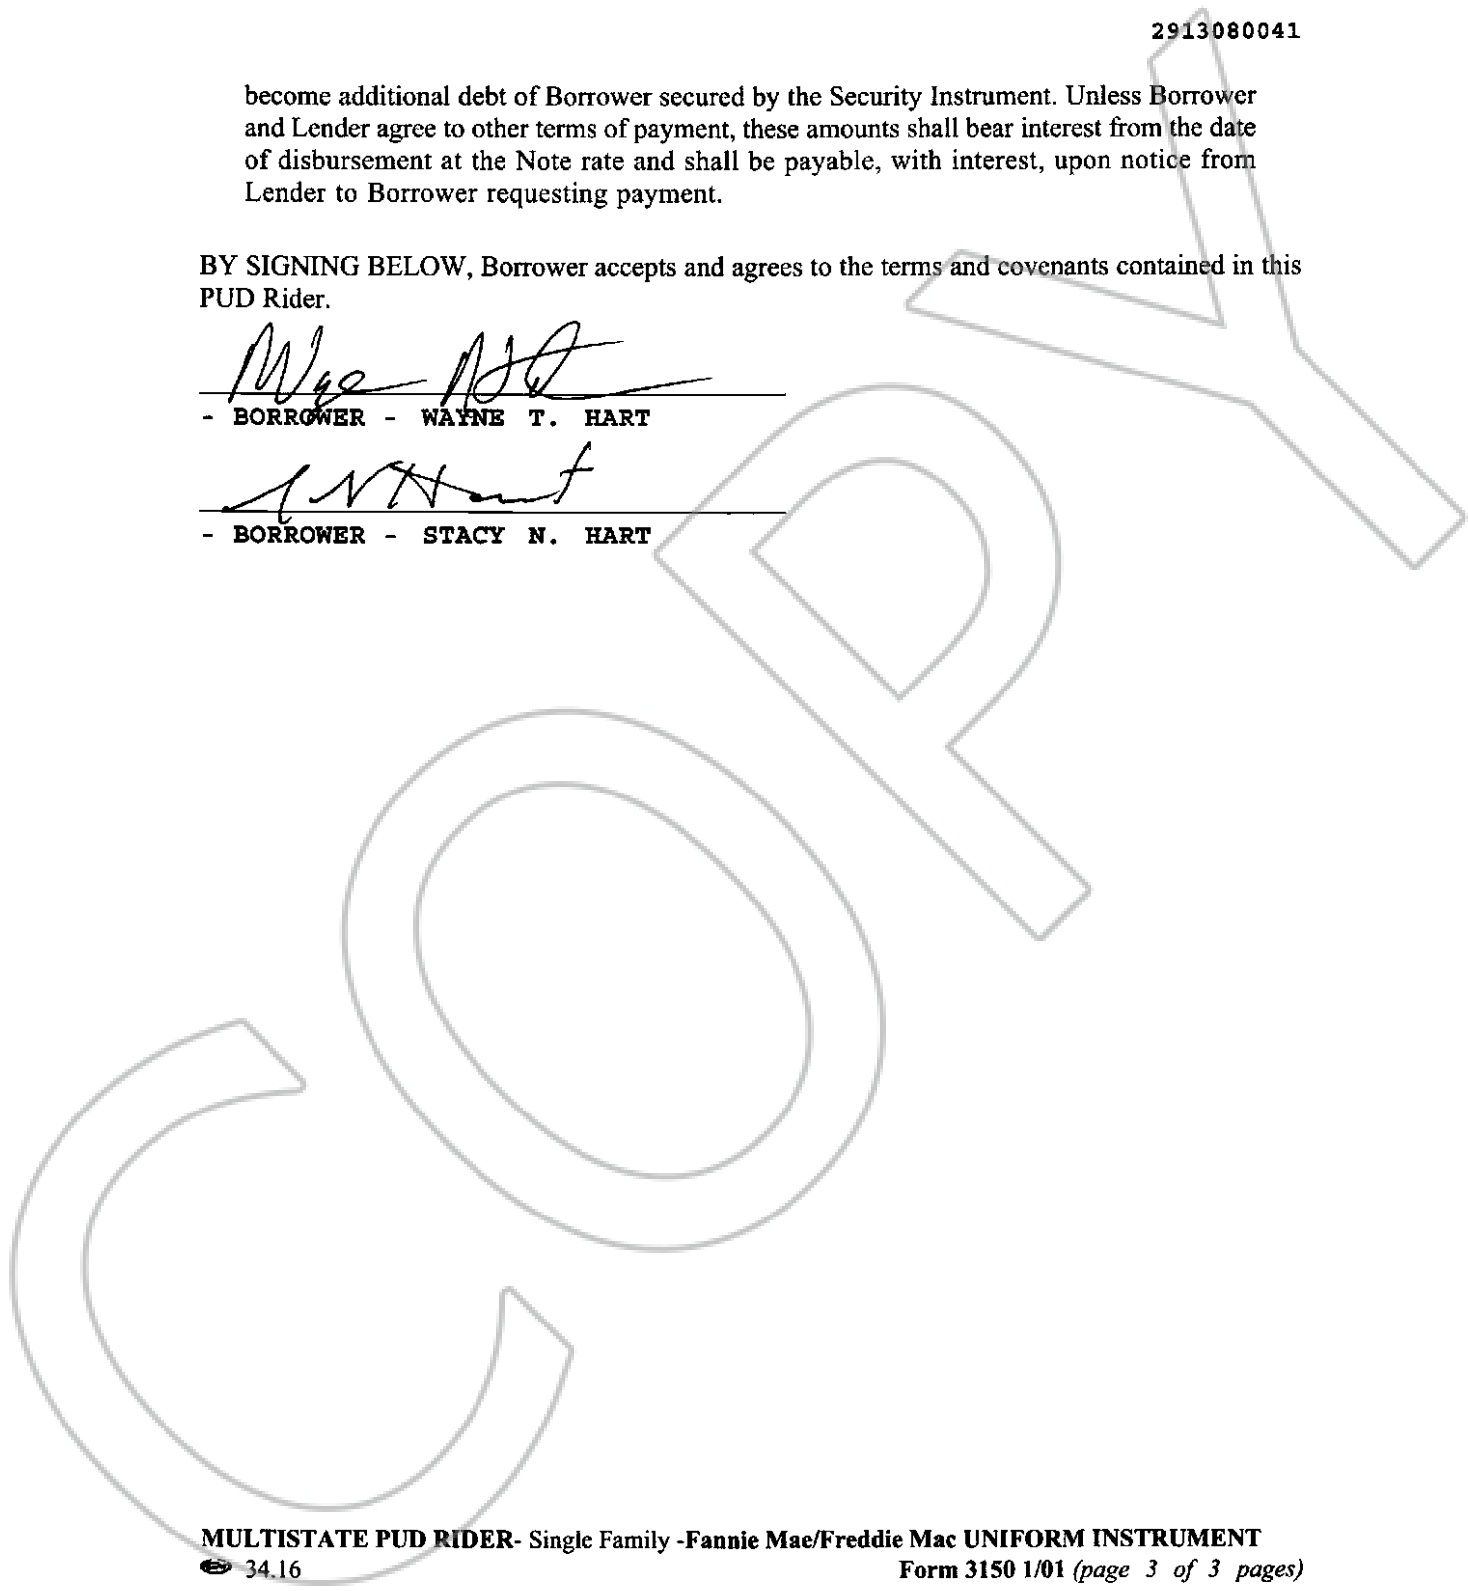 2913080041
become additional debt of Borrower secured by the Security Instrument. Unless Borrower
and Lender agree to other terms of payment, these amounts shall bear interest from the date
of disbursement at the Note rate and shall be payable, with interest, upon notice from
Lender to Borrower requesting payment.
BY SIGNING BELOW, Borrower accepts and agrees to the terms and covenants contained in this
PUD Rider.
- BORROWER - WAYNE T. HART
- BORROWER - STACY N. HART
COPY
MULTISTATE PUD RIDER- Single Family -Fannie Mae/Freddie Mac UNIFORM INSTRUMENT
34.16
Form 3150 1/01 (page 3 of 3 pages)